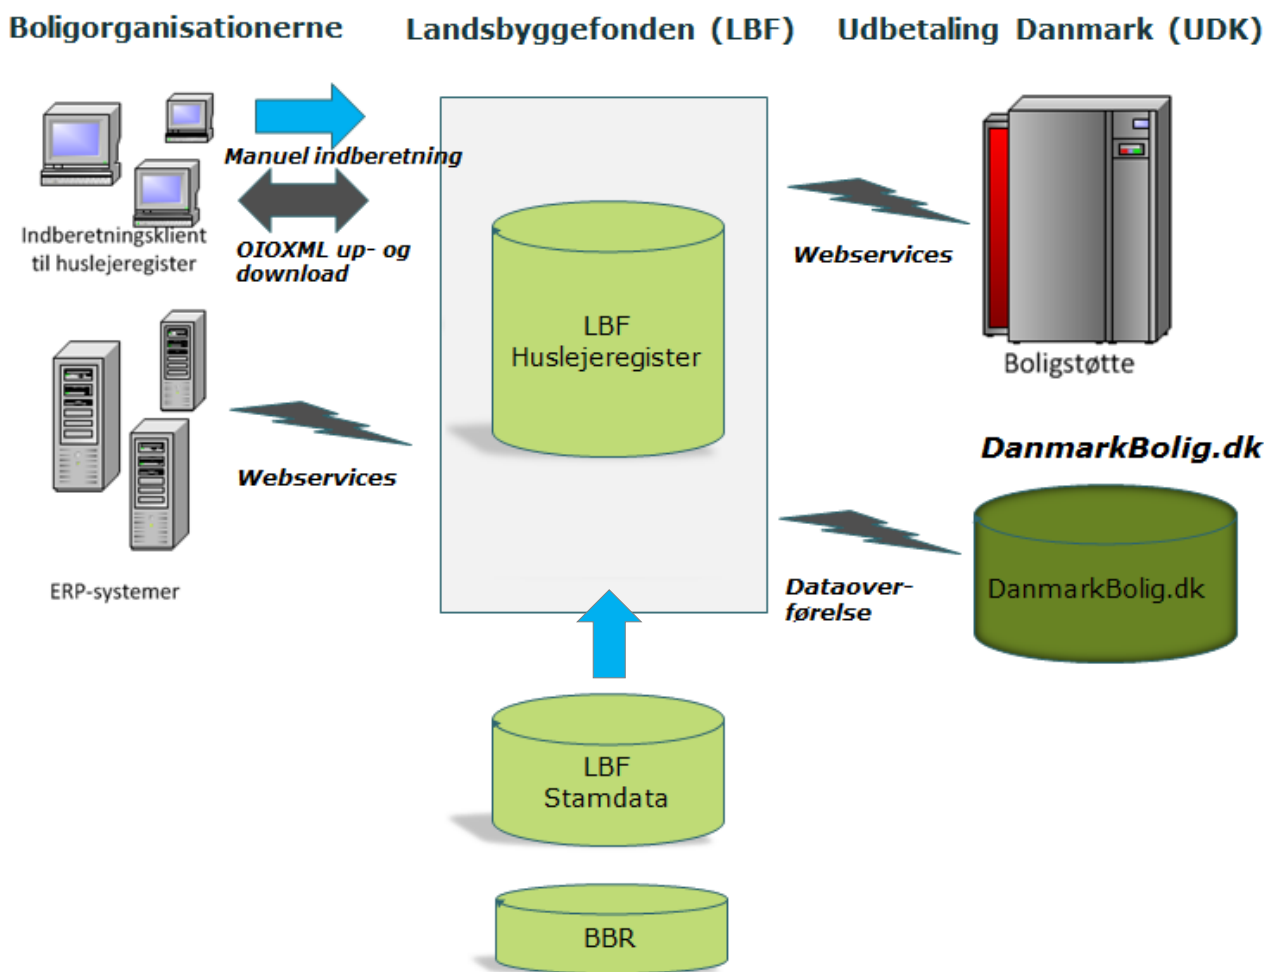 Boligorganisationerne
Landsbyggefonden (LBF)
Udbetaling Danmark (UDK)
Manuel indberetning
Indberetningsklient
til huslejeregister
OIOXML up- og
download
Webservices
ERP-systemer
LBF
Huslejeregister
Webservices
Boligstøtte
DanmarkBolig.dk
DanmarkBolig.dk
Dataover-
førelse
LBF
Stamdata
BBR